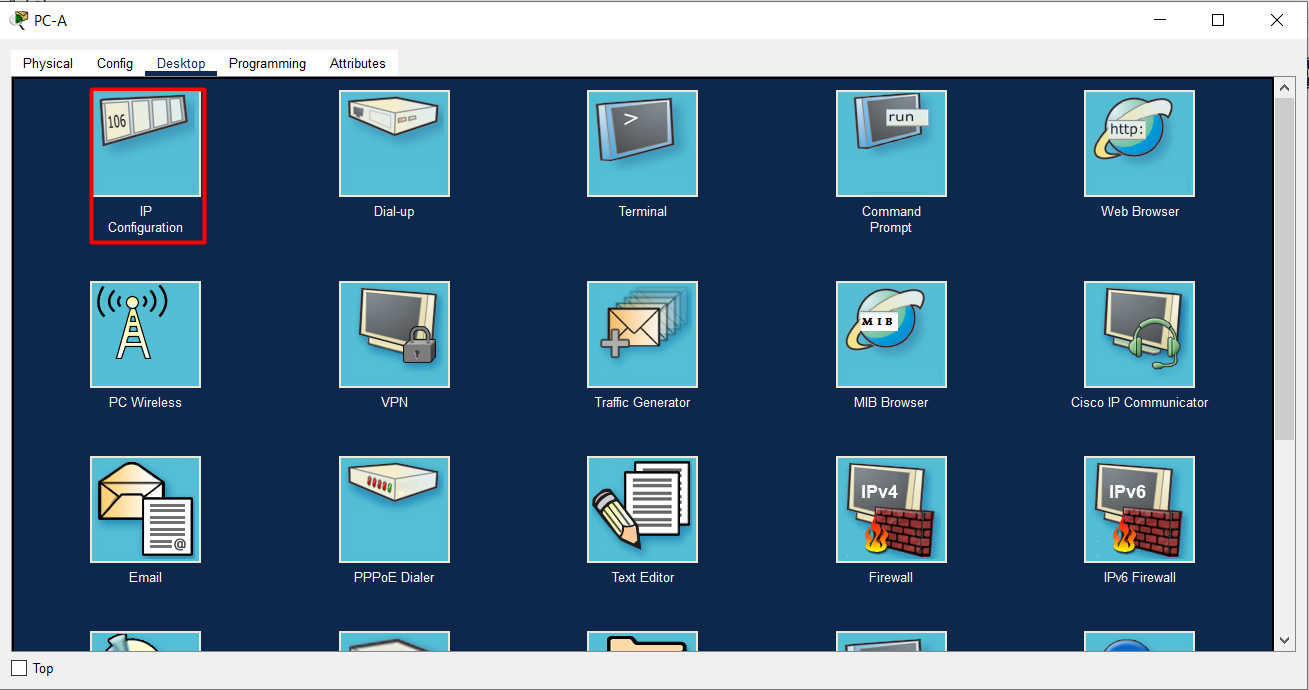 PC-A
Physical Config Desktop Programming Attributes
106
>
run
http:
IP
Configuration
Dial-up
Terminal
Command
Prompt
Web Browser
MIB
PC Wireless
VPN
Traffic Generator
MIB Browser
Cisco IP Communicator
@
IPv4
IPv6
Email
PPPoE Dialer
Text Editor
Firewall
IPv6 Firewall
Top